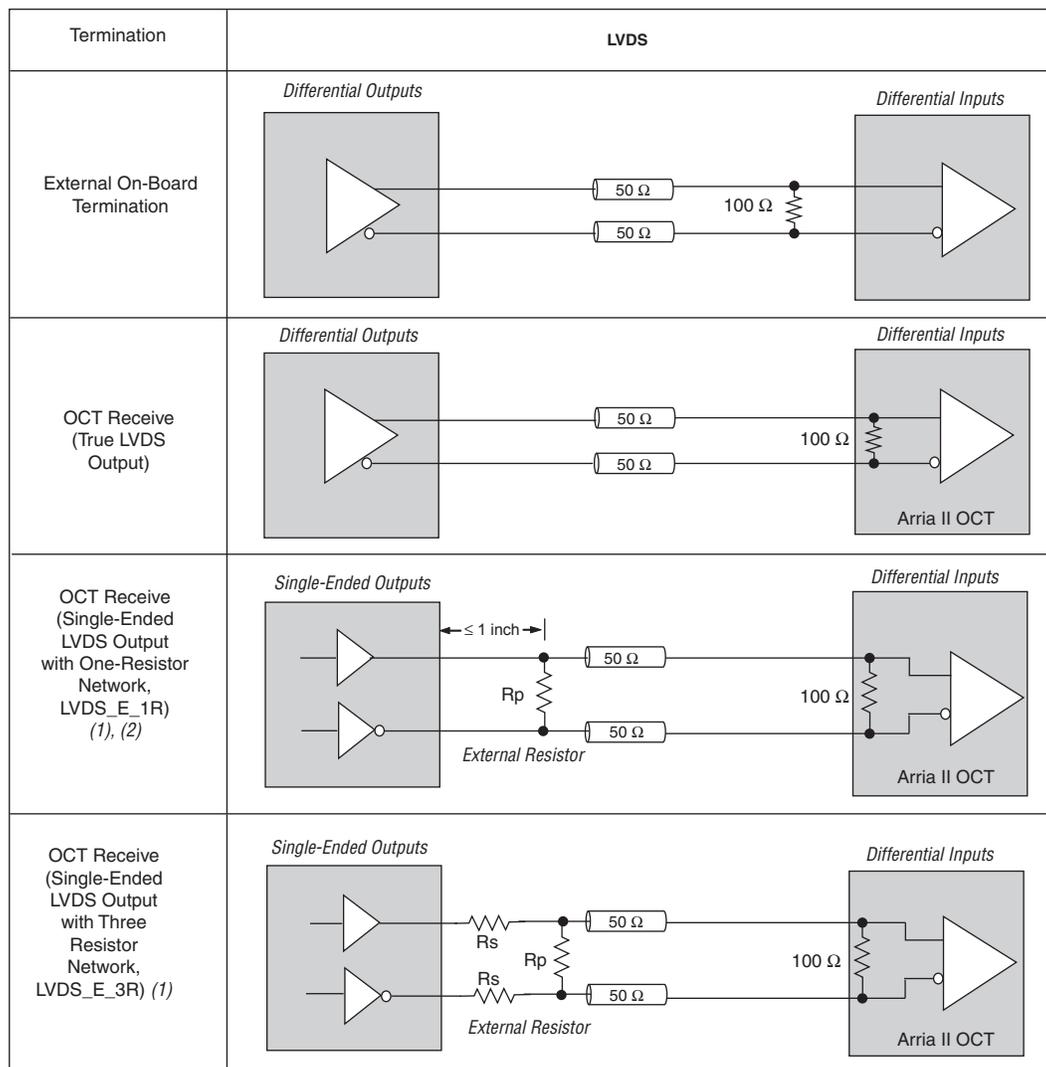 Termination
LVDS
External On-Board
Termination
Differential Outputs
Differential Inputs
50 Ω
100 Ω
50 Ω
OCT Receive
(True LVDS
Output)
Differential Outputs
Differential Inputs
50 Ω
100 Ω
50 Ω
Arria II OCT
OCT Receive
(Single-Ended
LVDS Output
with One-Resistor
Network,
LVDS_E_1R)
(1), (2)
Single-Ended Outputs
Differential Inputs
≤ 1 inch
50 Ω
Rp
100 Ω
50 Ω
External Resistor
Arria II OCT
OCT Receive
(Single-Ended
LVDS Output
with Three
Resistor
Network,
LVDS_E_3R) (1)
Single-Ended Outputs
Differential Inputs
50 Ω
Rs
Rp
100 Ω
Rs
50 Ω
External Resistor
Arria II OCT